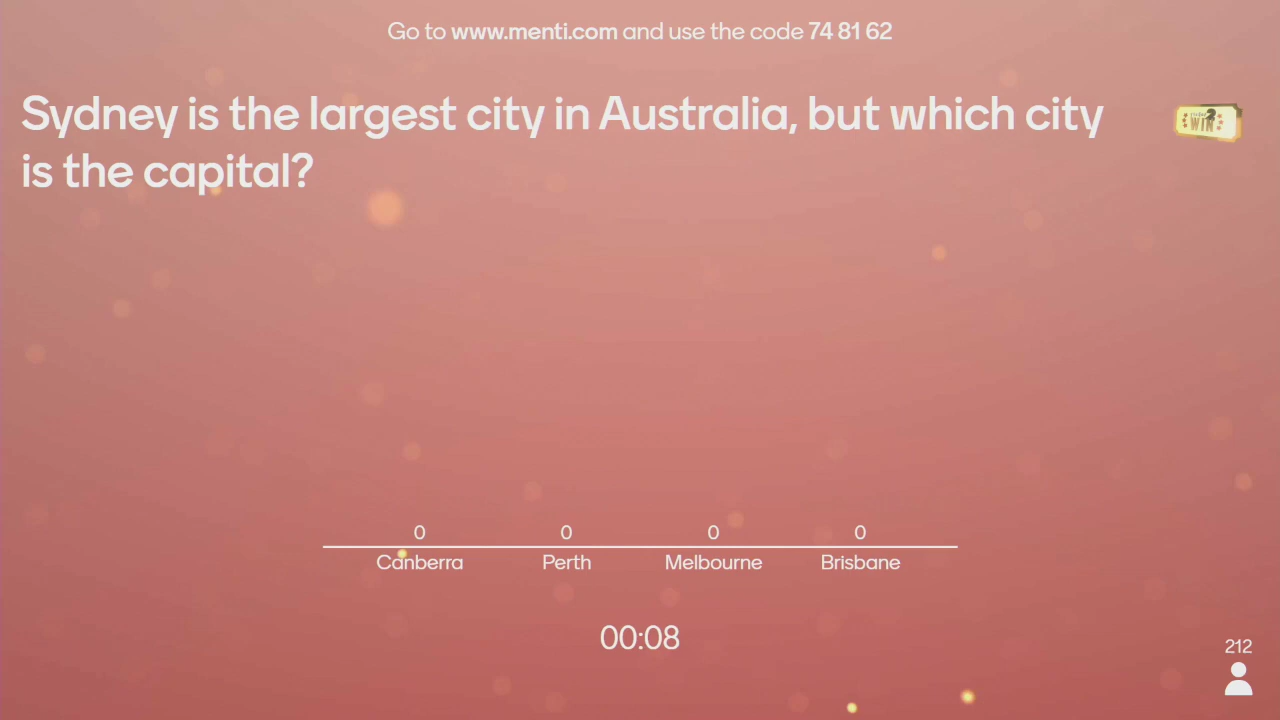 Go to www.menti.com and use the code 74 81 62
Sydney is the largest city in Australia, but which city
is the capital?
WIN
0 0 0 0
Canberra Perth Melbourne Brisbane
00:08
212